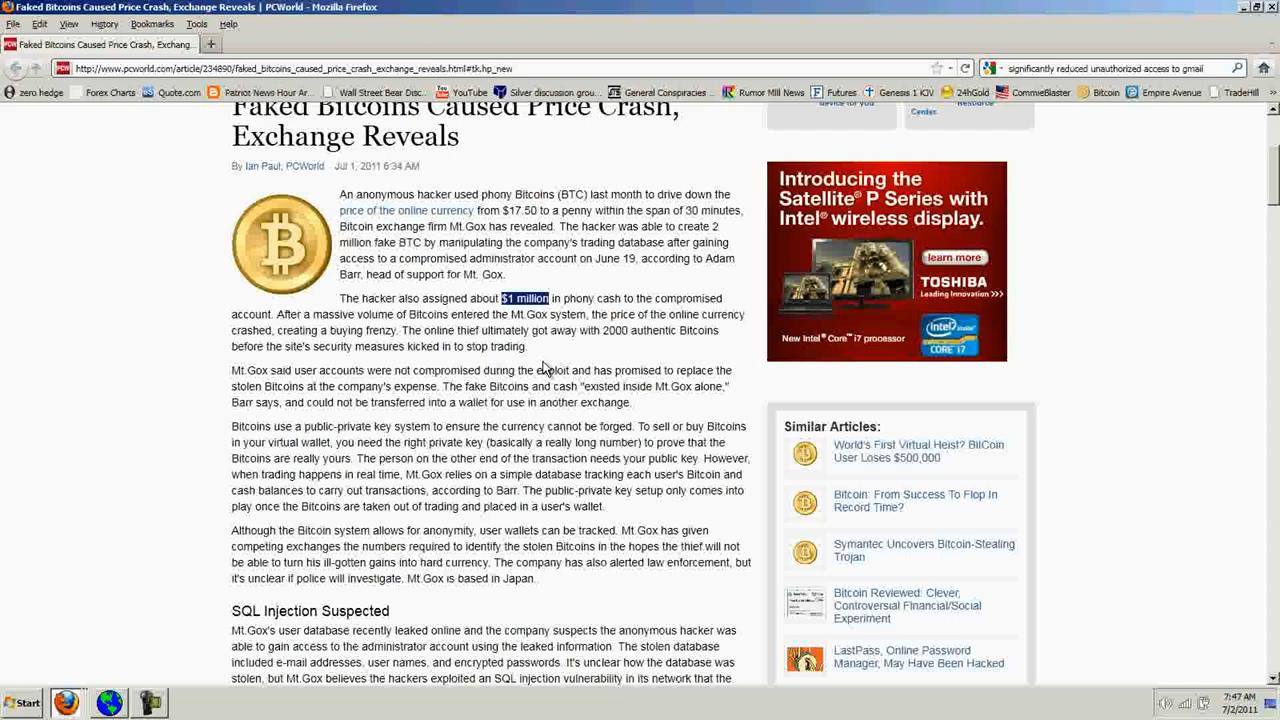 Faked Bitcoins Caused Price Crash, Exchange Reveals | PCWorld - Mozilla Firefox
File Edit View History Bookmarks Tools Help
PCW Faked Bitcoins Caused Price Crash, Exchang... +
PCW http://www.pcworld.com/article/234890/faked_bitcoins_caused_price_crash_exchange_reveals.html#tk.hp_new
significantly reduced unauthorized access to gmail
zero hedge Forex Charts Quote.com Patriot News Hour Ar... Wall Street Bear Disc... YouTube Silver discussion grou... General Conspiracies ... Rumor Mill News Futures Genesis 1 KJV 24hGold CommieBlaster Bitcoin Empire Avenue TradeHill
Faked Bitcoins Caused Price Crash,
Exchange Reveals
By Ian Paul, PCWorld Jul 1, 2011 6:34 AM
An anonymous hacker used phony Bitcoins (BTC) last month to drive down the
price of the online currency from $17.50 to a penny within the span of 30 minutes,
Bitcoin exchange firm Mt.Gox has revealed. The hacker was able to create 2
million fake BTC by manipulating the company's trading database after gaining
access to a compromised administrator account on June 19, according to Adam
Barr, head of support for Mt. Gox.
The hacker also assigned about $1 million in phony cash to the compromised
account. After a massive volume of Bitcoins entered the Mt.Gox system, the price of the online currency
crashed, creating a buying frenzy. The online thief ultimately got away with 2000 authentic Bitcoins
before the site's security measures kicked in to stop trading.
Mt.Gox said user accounts were not compromised during the exploit and has promised to replace the
stolen Bitcoins at the company's expense. The fake Bitcoins and cash "existed inside Mt.Gox alone,"
Barr says, and could not be transferred into a wallet for use in another exchange.
Bitcoins use a public-private key system to ensure the currency cannot be forged. To sell or buy Bitcoins
in your virtual wallet, you need the right private key (basically a really long number) to prove that the
Bitcoins are really yours. The person on the other end of the transaction needs your public key. However,
when trading happens in real time, Mt.Gox relies on a simple database tracking each user's Bitcoin and
cash balances to carry out transactions, according to Barr. The public-private key setup only comes into
play once the Bitcoins are taken out of trading and placed in a user's wallet.
Although the Bitcoin system allows for anonymity, user wallets can be tracked. Mt.Gox has given
competing exchanges the numbers required to identify the stolen Bitcoins in the hopes the thief will not
be able to turn his ill-gotten gains into hard currency. The company has also alerted law enforcement, but
it's unclear if police will investigate. Mt.Gox is based in Japan.
SQL Injection Suspected
Mt.Gox's user database recently leaked online and the company suspects the anonymous hacker was
able to gain access to the administrator account using the leaked information. The stolen database
included e-mail addresses, user names, and encrypted passwords. It's unclear how the database was
stolen, but Mt.Gox believes the hackers exploited an SQL injection vulnerability in its network that the
device for you
Resource
Center.
Introducing the
Satellite® P Series with
Intel® wireless display.
learn more
TOSHIBA
Leading Innovation >>>
New Intel® Core™ i7 processor
intel
inside™
CORE™ i7
Similar Articles:
World's First Virtual Heist? BitCoin
User Loses $500,000
Bitcoin: From Success To Flop In
Record Time?
Symantec Uncovers Bitcoin-Stealing
Trojan
Bitcoin Reviewed: Clever,
Controversial Financial/Social
Experiment
LastPass, Online Password
Manager, May Have Been Hacked
Start
7:47 AM
7/2/2011